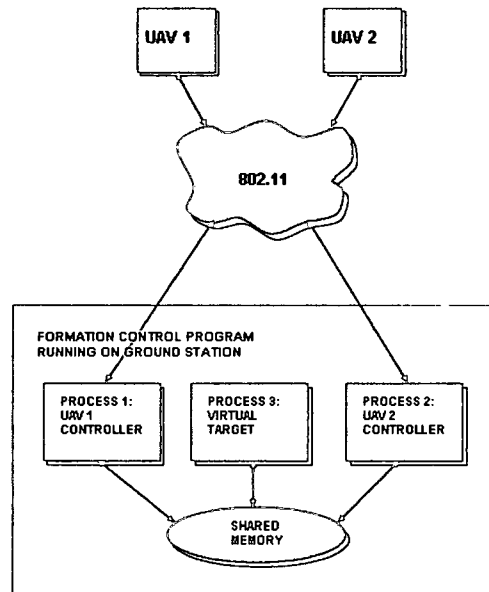 UAV 1
UAV 2
802.11
FORMATION CONTROL PROGRAM
RUNNING ON GROUND STATION
PROCESS 1:
UAV 1
CONTROLLER
PROCESS 3:
VIRTUAL
TARGET
PROCESS 2:
UAV 2
CONTROLLER
SHARED
MEMORY